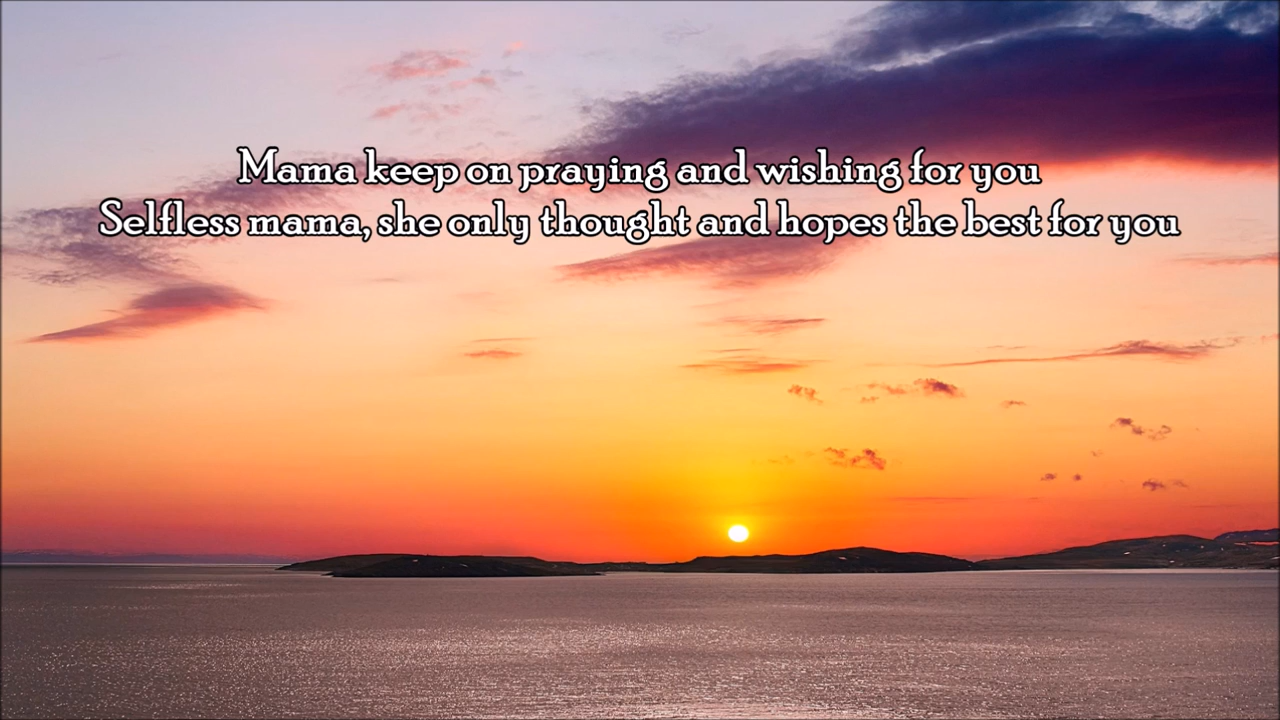 Mama keep on praying and wishing for you
Selfless mama, she only thought and hopes the best for you